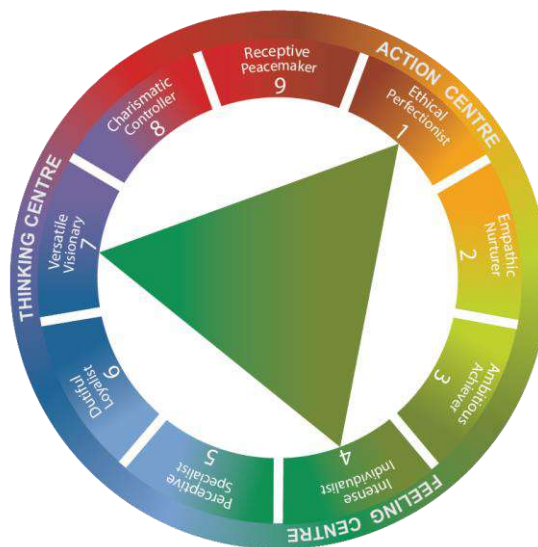 ACTION CENTRE
Receptive
Peacemaker
9
Ethical
Perfectionist
1
Empathic
Nurturer
2
Ambitious
Achiever
3
FEELING CENTRE
Intense
Individualist
4
Perceptive
Specialist
5
Dutiful
Loyalist
6
THINKING CENTRE
Versatile
Visionary
7
Charismatic
Controller
8